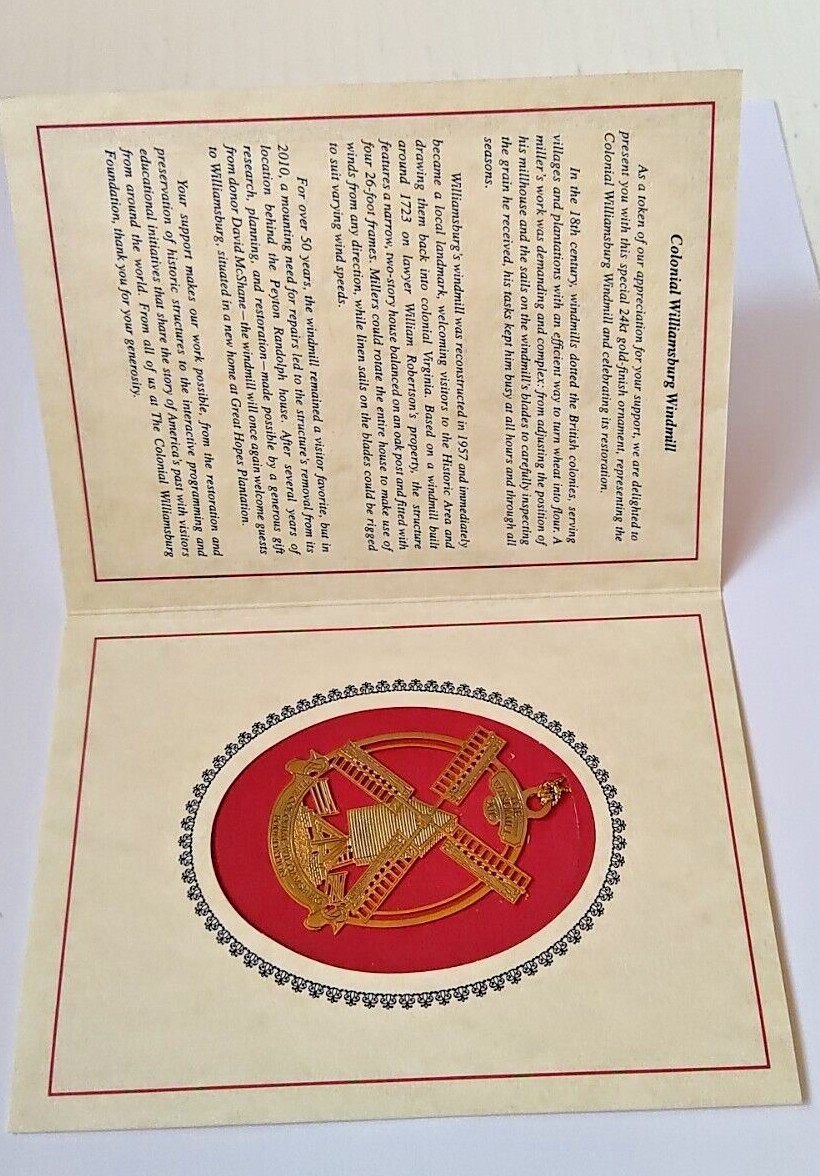 Colonial Williamsburg Windmill
As a token of our appreciation for your support, we are delighted to
present you with this special 24kt gold-finish ornament, representing the
Colonial Williamsburg Windmill and celebrating its restoration.
In the 18th century, windmills dotted the British colonies, serving
villages and plantations with an efficient way to turn wheat into flour. A
miller's work was demanding and complex: from adjusting the position of
his millhouse and the sails on the windmill's blades to carefully inspecting
the grain he received, his tasks kept him busy at all hours and through all
seasons.
Williamsburg's windmill was reconstructed in 1957 and immediately
became a local landmark, welcoming visitors to the Historic Area and
drawing them back into colonial Virginia. Based on a windmill built
around 1723 on lawyer William Robertson's property, the structure
features a narrow, two-story house balanced on an oak post and fitted with
four 26-foot frames. Millers could rotate the entire house to make use of
winds from any direction, while linen sails on the blades could be rigged
to suit varying wind speeds.
For over 50 years, the windmill remained a visitor favorite, but in
2010, a mounting need for repairs led to the structure's removal from its
location behind the Peyton Randolph house. After several years of
research, planning, and restoration—made possible by a generous gift
from donor David McShane—the windmill will once again welcome guests
to Williamsburg, situated in a new home at Great Hopes Plantation.
Your support makes our work possible, from the restoration and
preservation of historic structures to the interactive programming and
educational initiatives that share the story of America's past with visitors
from around the world. From all of us at The Colonial Williamsburg
Foundation, thank you for your generosity.